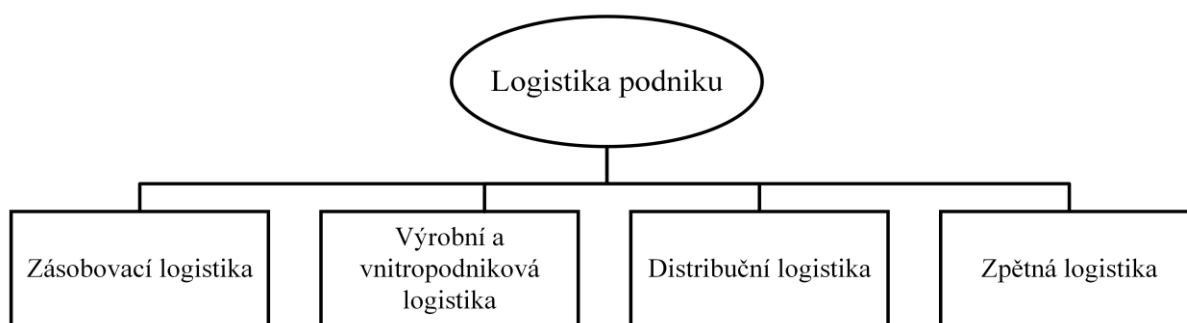 Logistika podniku
Zásobovací logistika
Výrobní a
vnitropodniková
logistika
Distribuční logistika
Zpětná logistika